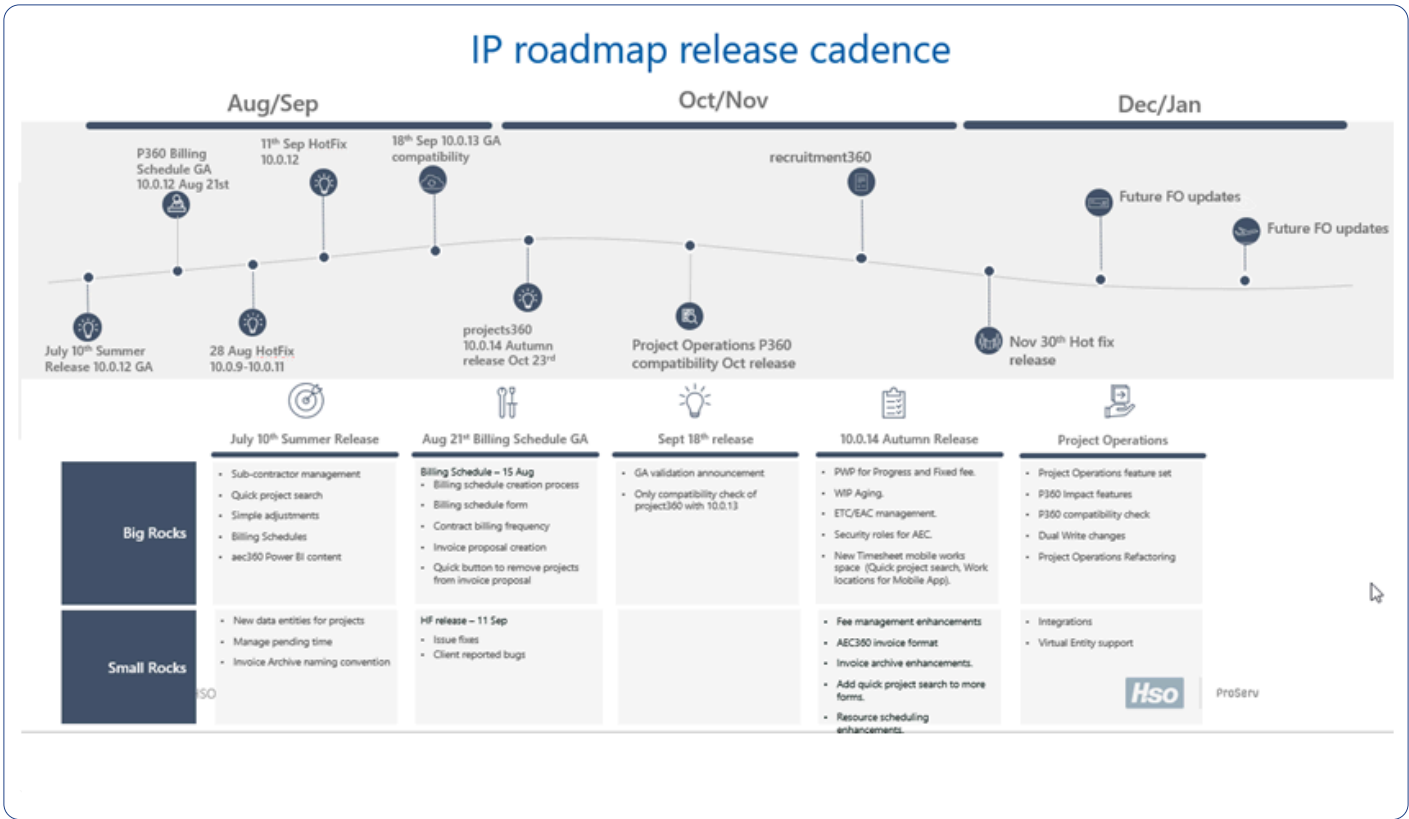 IP roadmap release cadence
Aug/Sep
Oct/Nov
Dec/Jan
P360 Billing
Schedule GA
10.0.12 Aug 21st
11th Sep HotFix
10.0.12
18th Sep 10.0.13 GA
compatibility
recruitment360
Future FO updates
Future FO updates
July 10th Summer
Release 10.0.12 GA
28 Aug HotFix
10.0.9-10.0.11
projects360
10.0.14 Autumn
release Oct 23rd
Project Operations P360
compatibility Oct release
Nov 30th Hot fix
release
July 10th Summer Release
Aug 21st Billing Schedule GA
Sept 18th release
10.0.14 Autumn Release
Project Operations
Big Rocks
• Sub-contractor management
• Quick project search
• Simple adjustments
• Billing Schedules
• aec360 Power BI content
Billing Schedule – 15 Aug
• Billing schedule creation process
• Billing schedule form
• Contract billing frequency
• Invoice proposal creation
• Quick button to remove projects
from invoice proposal
• GA validation announcement
• Only compatibility check of
project360 with 10.0.13
• PWP for Progress and Fixed fee.
• WIP Aging.
• ETC/EAC management.
• Security roles for AEC.
• New Timesheet mobile works
space (Quick project search, Work
locations for Mobile App).
• Project Operations feature set
• P360 Impact features
• P360 compatibility check
• Dual Write changes
• Project Operations Refactoring
Small Rocks
• New data entities for projects
• Manage pending time
• Invoice Archive naming convention
HF release – 11 Sep
• Issue fixes
• Client reported bugs
• Fee management enhancements
• AEC360 invoice format
• Invoice archive enhancements.
• Add quick project search to more
forms.
• Resource scheduling
enhancements.
• Integrations
• Virtual Entity support
HSO
Hso
ProServ